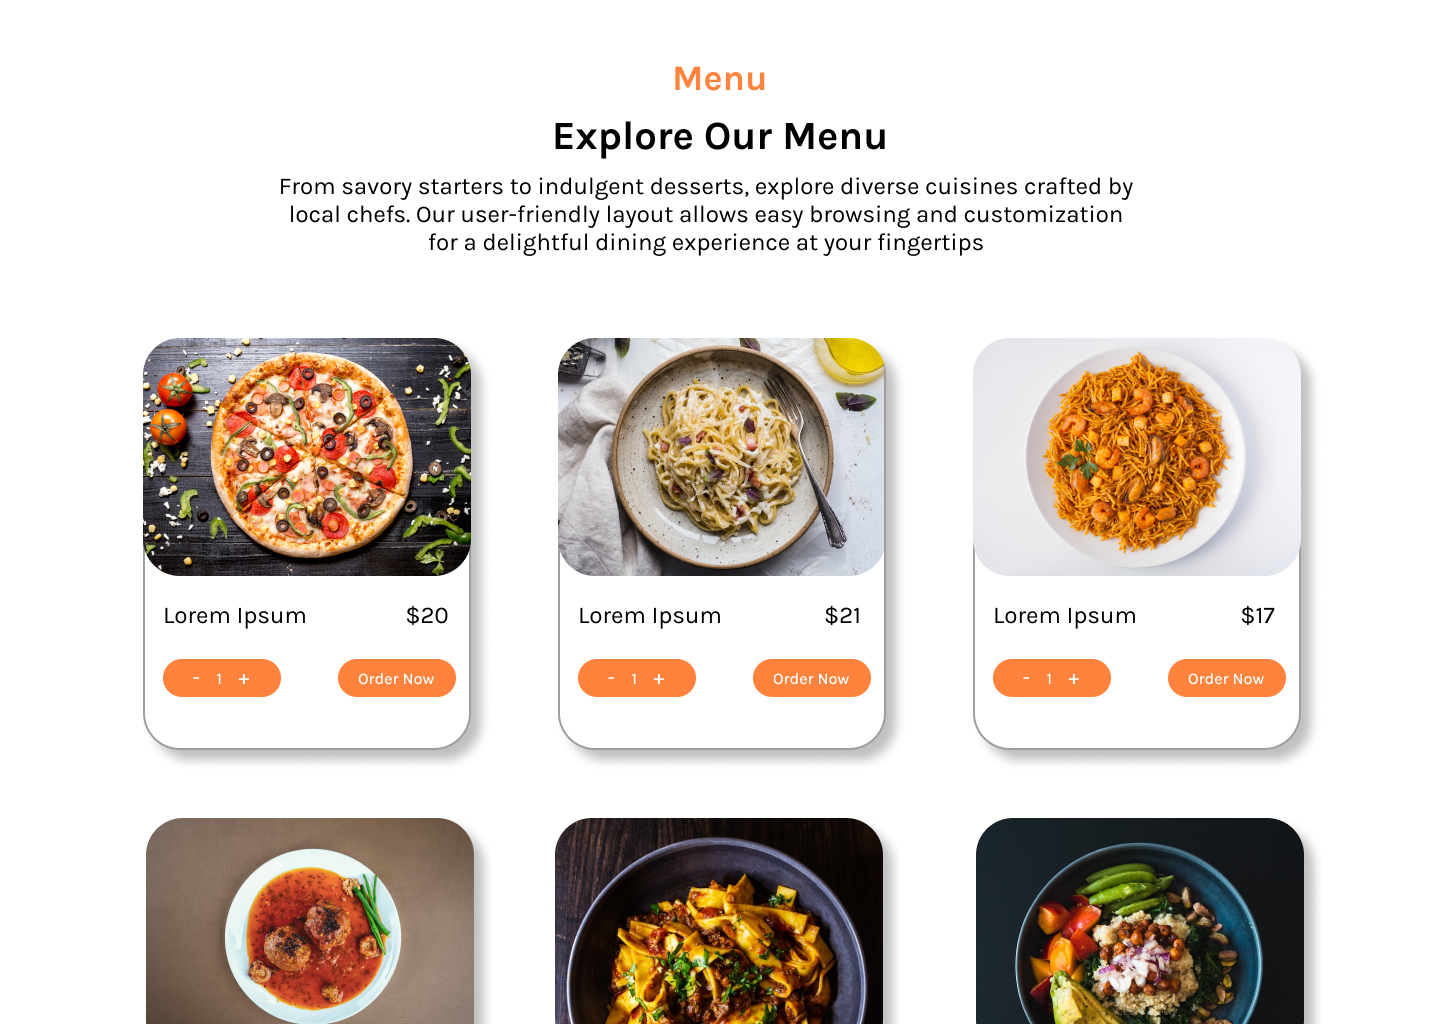 Menu
Explore Our Menu
From savory starters to indulgent desserts, explore diverse cuisines crafted by
local chefs. Our user-friendly layout allows easy browsing and customization
for a delightful dining experience at your fingertips
Lorem Ipsum $20
- 1 + Order Now
Lorem Ipsum $21
- 1 + Order Now
Lorem Ipsum $17
- 1 + Order Now